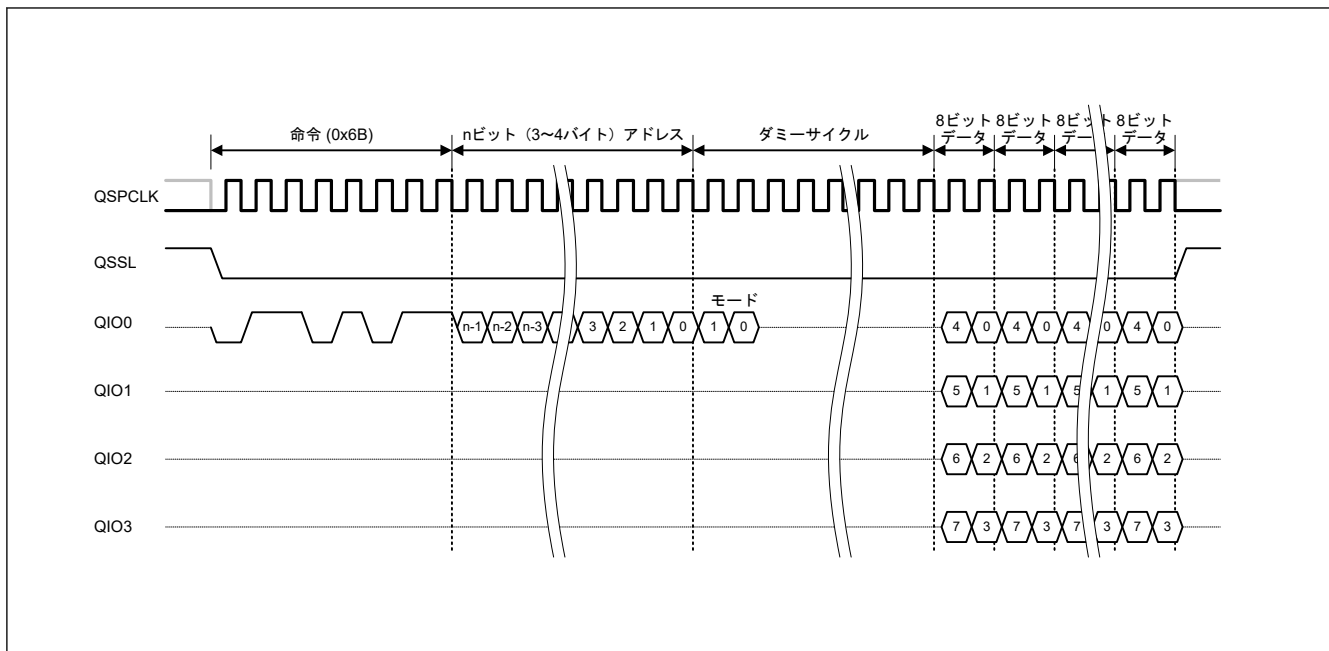 命令 (0x6B)
nビット（3〜4バイト）アドレス
ダミーサイクル
8ビット
データ
8ビット
データ
8ビット
データ
8ビット
データ
QSPCLK
QSSL
モード
QIO0
n-1 n-2 n-3 3 2 1 0 1 0 4 0 4 0 4 0 4 0
QIO1
5 1 5 1 5 1 5 1
QIO2
6 2 6 2 6 2 6 2
QIO3
7 3 7 3 7 3 7 3